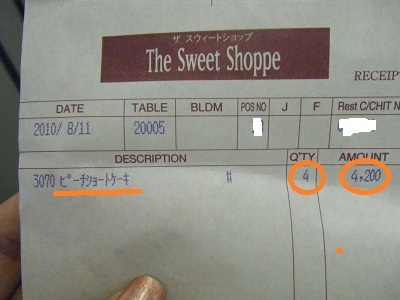 ザ スウィートショップ
The Sweet Shoppe
RECEIPT
DATE TABLE BLDM POS NO J F Rest C/CHIT N
2010/ 8/11 20005
DESCRIPTION Q'TY AMOUNT
3070 ﾋﾟｰﾁｼｮｰﾄｹｰｷ # 4 4,200